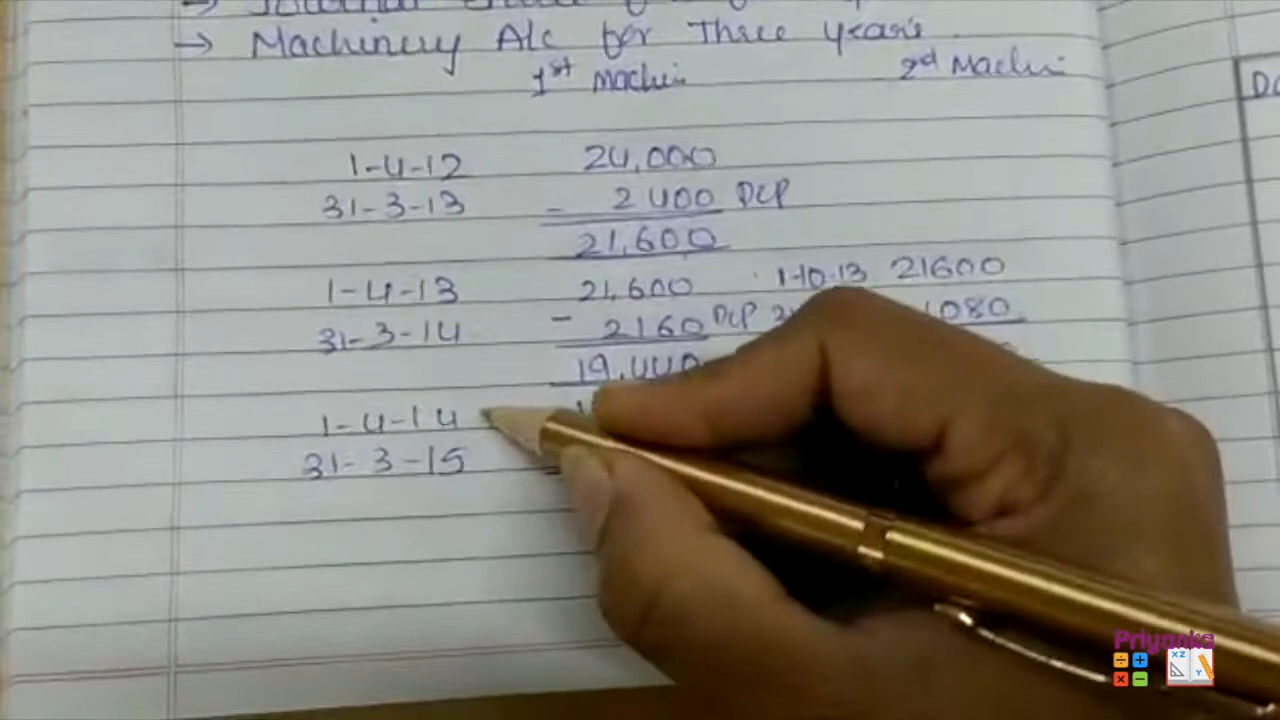 → Machinery A/c for Three years.
1st Machi 2nd Machi
1-4-12 24,000
31-3-13 - 2400 DEP
21,600
1-4-13 21,600 1-10-13 21600
31-3-14 - 2160 DEP 1080
19,440
1-4-14
31-3-15
Priyanka